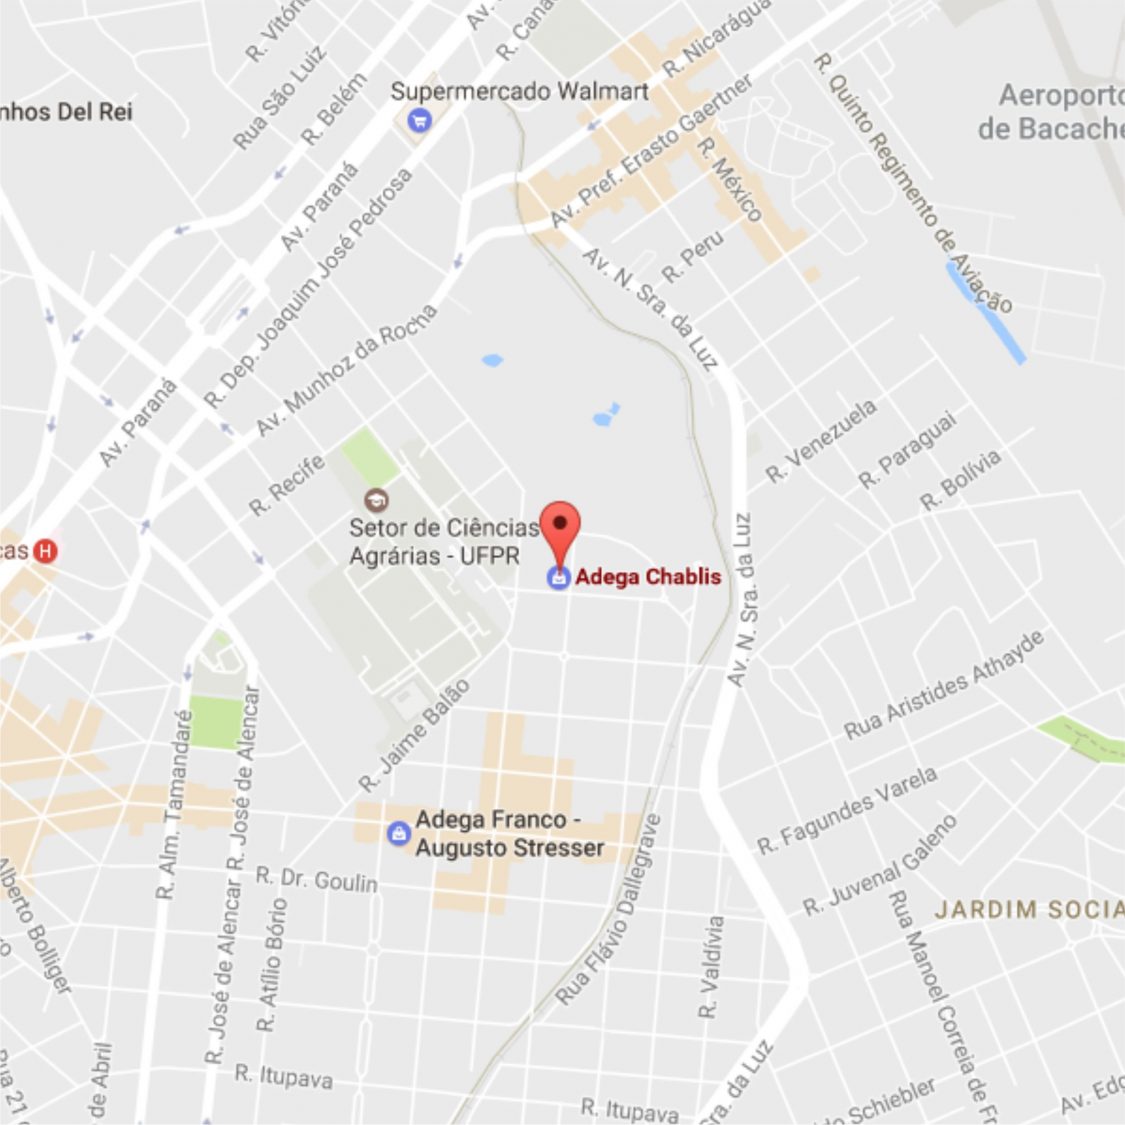 Av.
R. Cana
R. Vitóri
R. Nicarágua
Rua São Luiz
R. Belém
Supermercado Walmart
R. Quinto Regimento de Aviação
Aeroporto
de Bacache
nhos Del Rei
Av. Pref. Erasto Gaertner
R. México
Av. Paraná
R. Dep. Joaquim José Pedrosa
R. Peru
Av. N. Sra. da Luz
Av. Munhoz da Rocha
Av. Paraná
R. Venezuela
R. Paraguai
R. Bolívia
R. Recife
Setor de Ciências
Agrárias - UFPR
cas H
Adega Chablis
Av. N. Sra. da Luz
Rua Aristides Athayde
R. Jaime Balão
R. Alm. Tamandaré
R. José de Alencar
R. Fagundes Varela
Adega Franco -
Augusto Stresser
R. Juvenal Galeno
R. Dr. Goulin
Alberto Bolliger
R. José de Alencar
R. Atílio Bório
Rua Flávio Dallegrave
R. Valdívia
Rua Manoel Correia de Fr
JARDIM SOCIA
ro
Rua 21
de Abril
R. Itupava
R. Itupava
Sra. da Luz
do Schiebler
Av. Edg